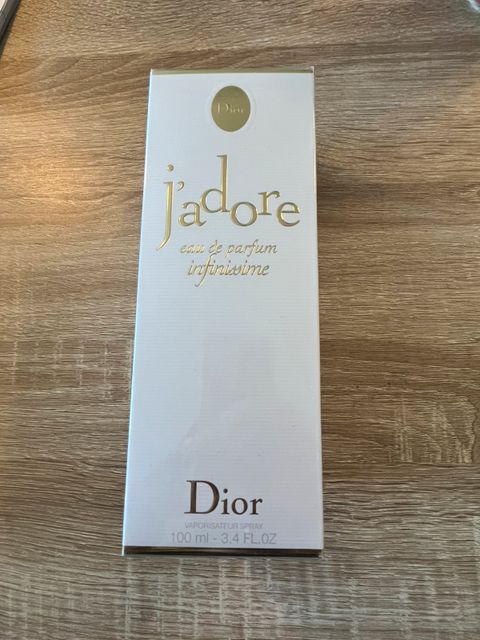 Dior
j'adore
eau de parfum
infinissime
Dior
VAPORISATEUR SPRAY
100 ml - 3.4 FL.OZ